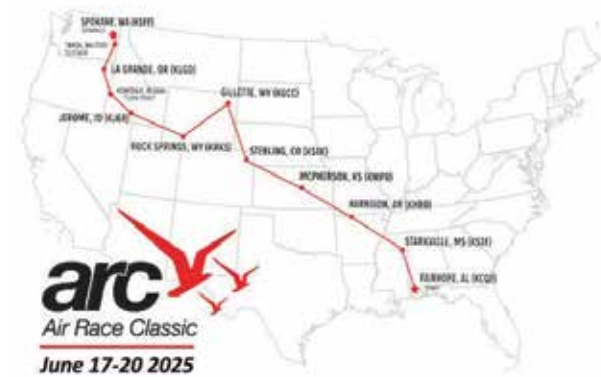 SPOKANE, WA (KSFF)
LA GRANDE, OR (KLGD)
GILLETTE, WY (KGCC)
JEROME, ID (KJER)
ROCK SPRINGS, WY (KRKS)
STERLING, CO (KSTK)
MCPHERSON, KS (KMPR)
HARRISON, AR (KHRO)
STARKVILLE, MS (KSTF)
FAIRHOPE, AL (KCQF)
arc
Air Race Classic
June 17-20 2025